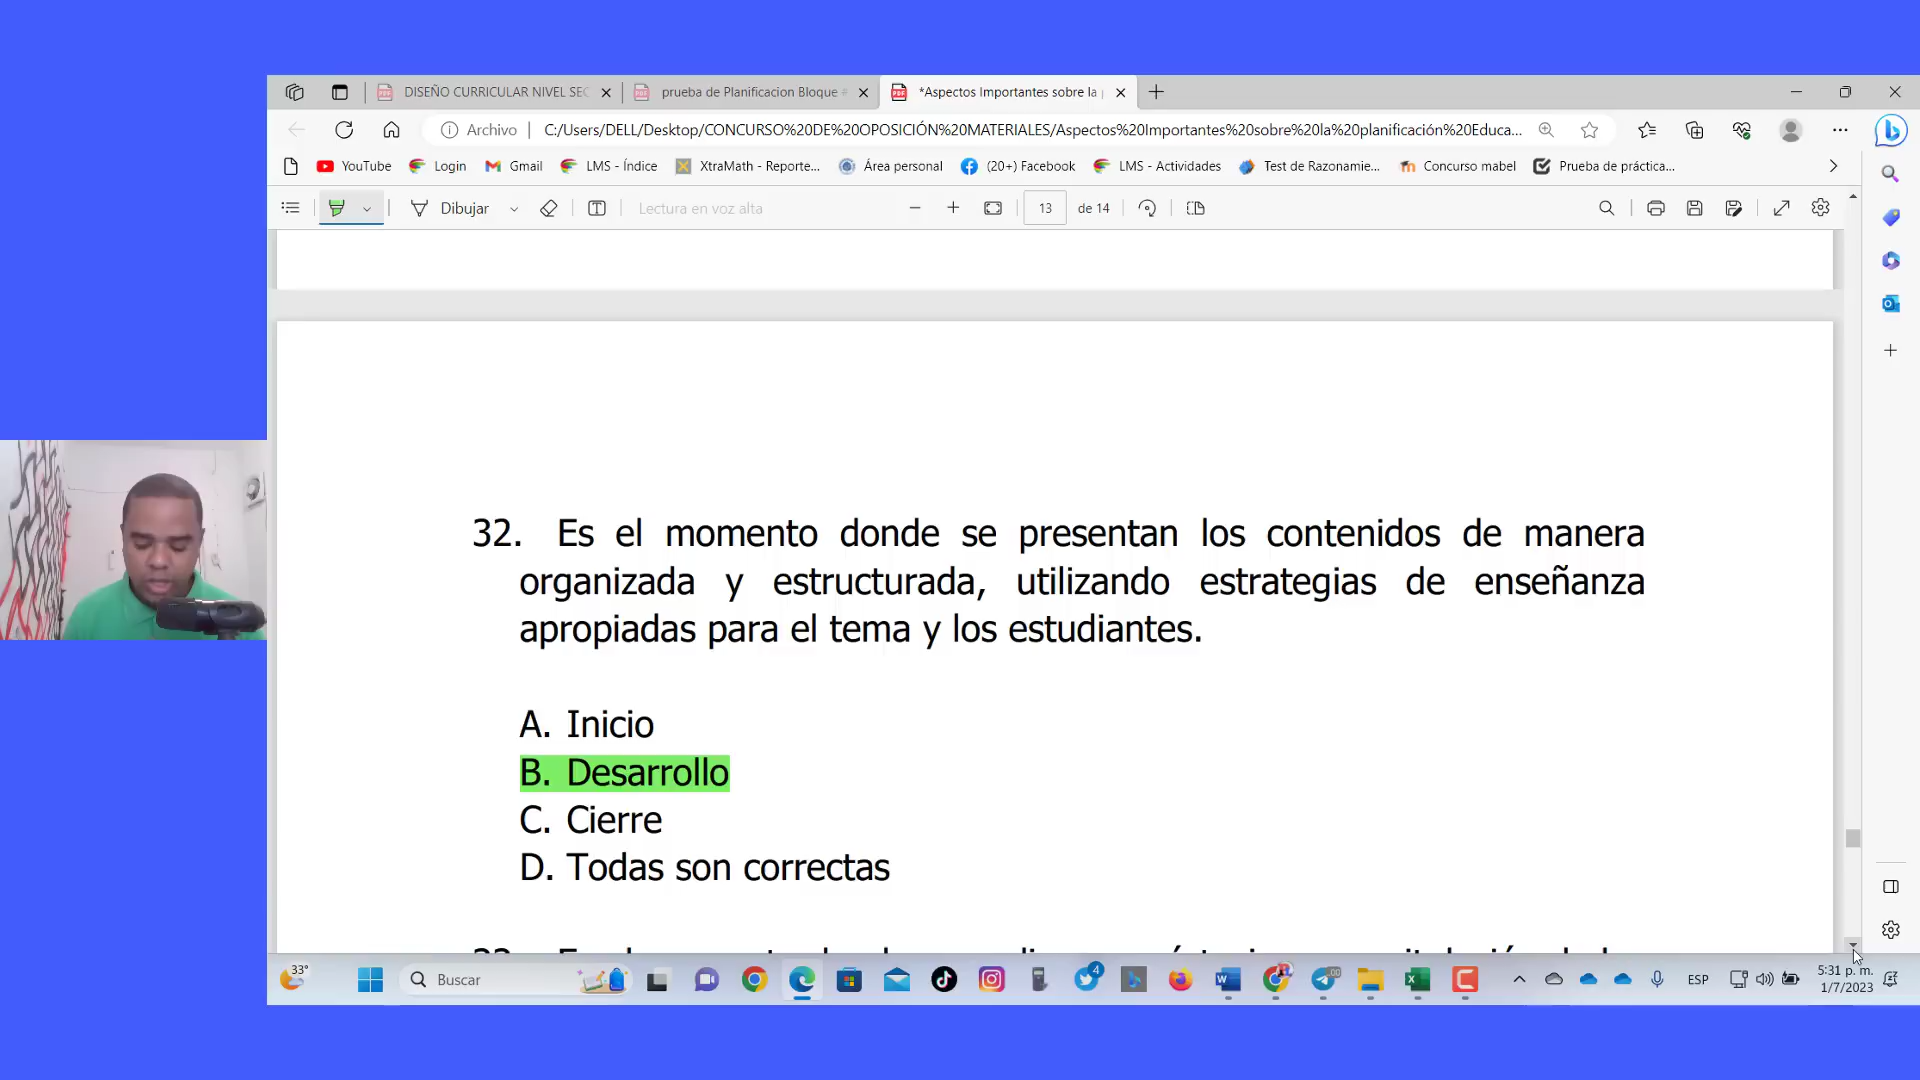 DISEÑO CURRICULAR NIVEL SEC
prueba de Planificacion Bloque #
*Aspectos Importantes sobre la
Archivo
C:/Users/DELL/Desktop/CONCURSO%20DE%20OPOSICIÓN%20MATERIALES/Aspectos%20Importantes%20sobre%20la%20planificación%20Educa...
YouTube
Login
Gmail
LMS - Índice
XtraMath - Reporte...
Área personal
(20+) Facebook
LMS - Actividades
Test de Razonamie...
Concurso mabel
Prueba de práctica...
Dibujar
Lectura en voz alta
13
de 14
32. Es el momento donde se presentan los contenidos de manera
organizada y estructurada, utilizando estrategias de enseñanza
apropiadas para el tema y los estudiantes.
A. Inicio
B. Desarrollo
C. Cierre
D. Todas son correctas
33°
Buscar
4
ESP
5:31 p. m.
1/7/2023